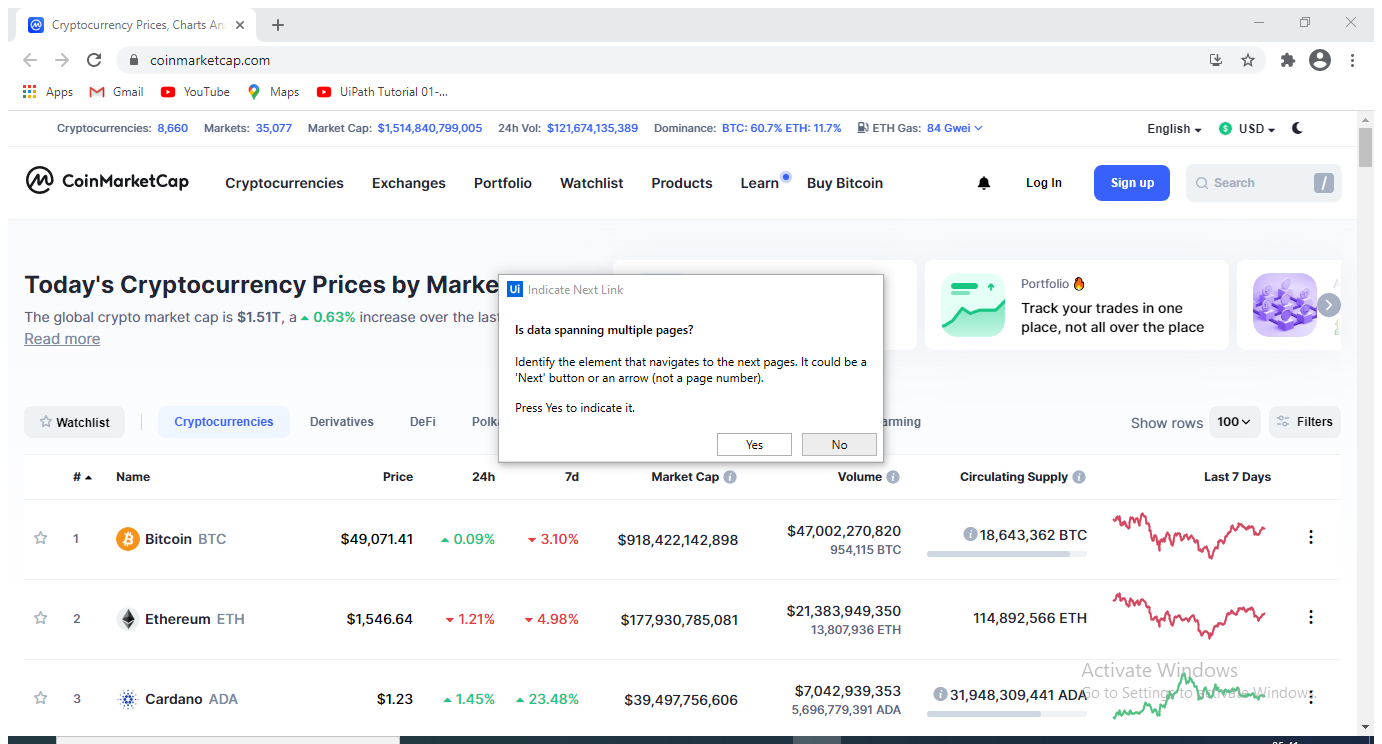 Cryptocurrency Prices, Charts An
coinmarketcap.com
Apps Gmail YouTube Maps UiPath Tutorial 01-...
Cryptocurrencies: 8,660 Markets: 35,077 Market Cap: $1,514,840,799,005 24h Vol: $121,674,135,389 Dominance: BTC: 60.7% ETH: 11.7% ETH Gas: 84 Gwei English $ USD
CoinMarketCap Cryptocurrencies Exchanges Portfolio Watchlist Products Learn Buy Bitcoin Log In Sign up Search /
Today's Cryptocurrency Prices by Marke
The global crypto market cap is $1.51T, a 0.63% increase over the las
Read more
Portfolio
Track your trades in one
place, not all over the place
Ui Indicate Next Link
Is data spanning multiple pages?
Identify the element that navigates to the next pages. It could be a
'Next' button or an arrow (not a page number).
Press Yes to indicate it.
Yes No
Watchlist Cryptocurrencies Derivatives DeFi Polka arming Show rows 100 Filters
# Name Price 24h 7d Market Cap i Volume i Circulating Supply i Last 7 Days
1 Bitcoin BTC $49,071.41 0.09% 3.10% $918,422,142,898 $47,002,270,820 i 18,643,362 BTC
954,115 BTC
2 Ethereum ETH $1,546.64 1.21% 4.98% $177,930,785,081 $21,383,949,350 114,892,566 ETH
13,807,936 ETH
3 Cardano ADA $1.23 1.45% 23.48% $39,497,756,606 $7,042,939,353 i 31,948,309,441 ADA
5,696,779,391 ADA
Activate Windows
Go to Settings to activate Windows.